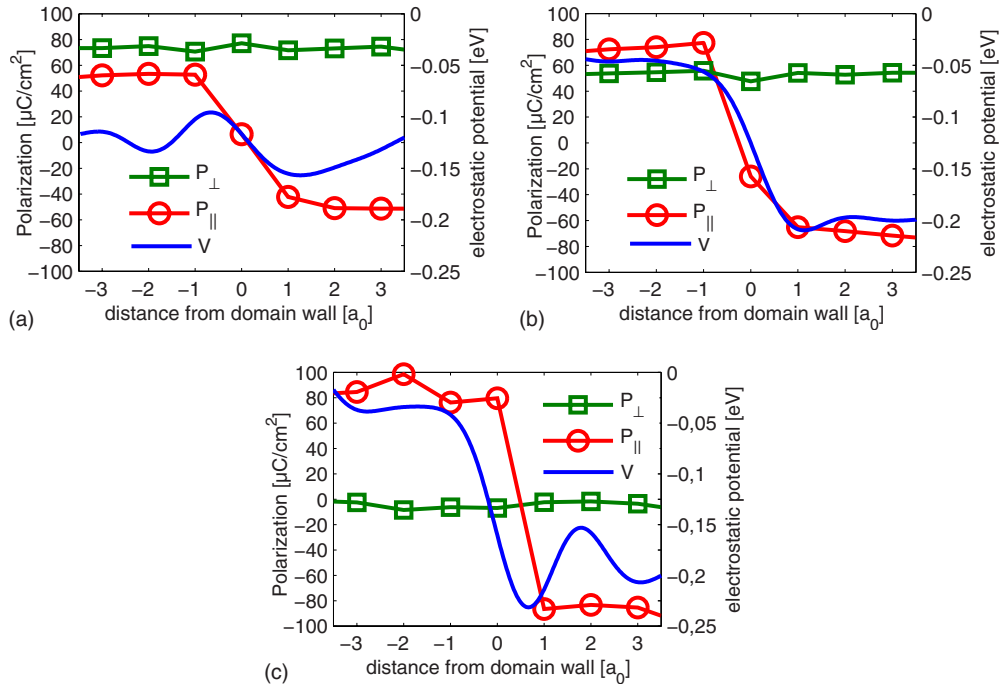 100
80
60
40
20
0
−20
−40
−60
−80
−100
Polarization [µC/cm²]
0
−0.05
−0.1
−0.15
−0.2
−0.25
electrostatic potential [eV]
P⊥
P||
V
−3 −2 −1 0 1 2 3
distance from domain wall [a₀]
(a)
100
80
60
40
20
0
−20
−40
−60
−80
−100
Polarization [µC/cm²]
0
−0.05
−0.1
−0.15
−0.2
−0.25
electrostatic potential [eV]
P⊥
P||
V
−3 −2 −1 0 1 2 3
distance from domain wall [a₀]
(b)
100
80
60
40
20
0
−20
−40
−60
−80
−100
Polarization [µC/cm²]
0
−0,05
−0,1
−0,15
−0,2
−0,25
electrostatic potential [eV]
P⊥
P||
V
−3 −2 −1 0 1 2 3
distance from domain wall [a₀]
(c)